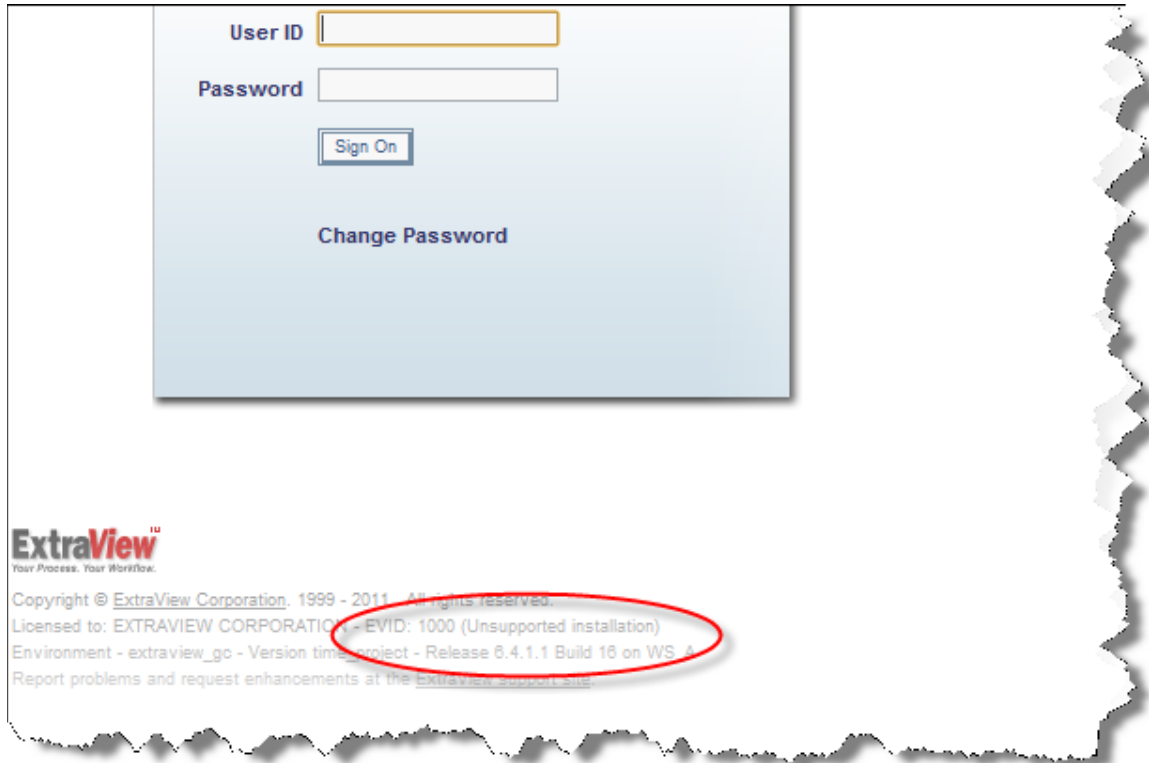 User ID
Password
Sign On
Change Password
ExtraView™
Your Process. Your Workflow.
Copyright © ExtraView Corporation. 1999 - 2011 - All rights reserved.
Licensed to: EXTRAVIEW CORPORATION - EVID: 1000 (Unsupported installation)
Environment - extraview_gc - Version time_project - Release 6.4.1.1 Build 16 on WS_A
Report problems and request enhancements at the ExtraView support site.